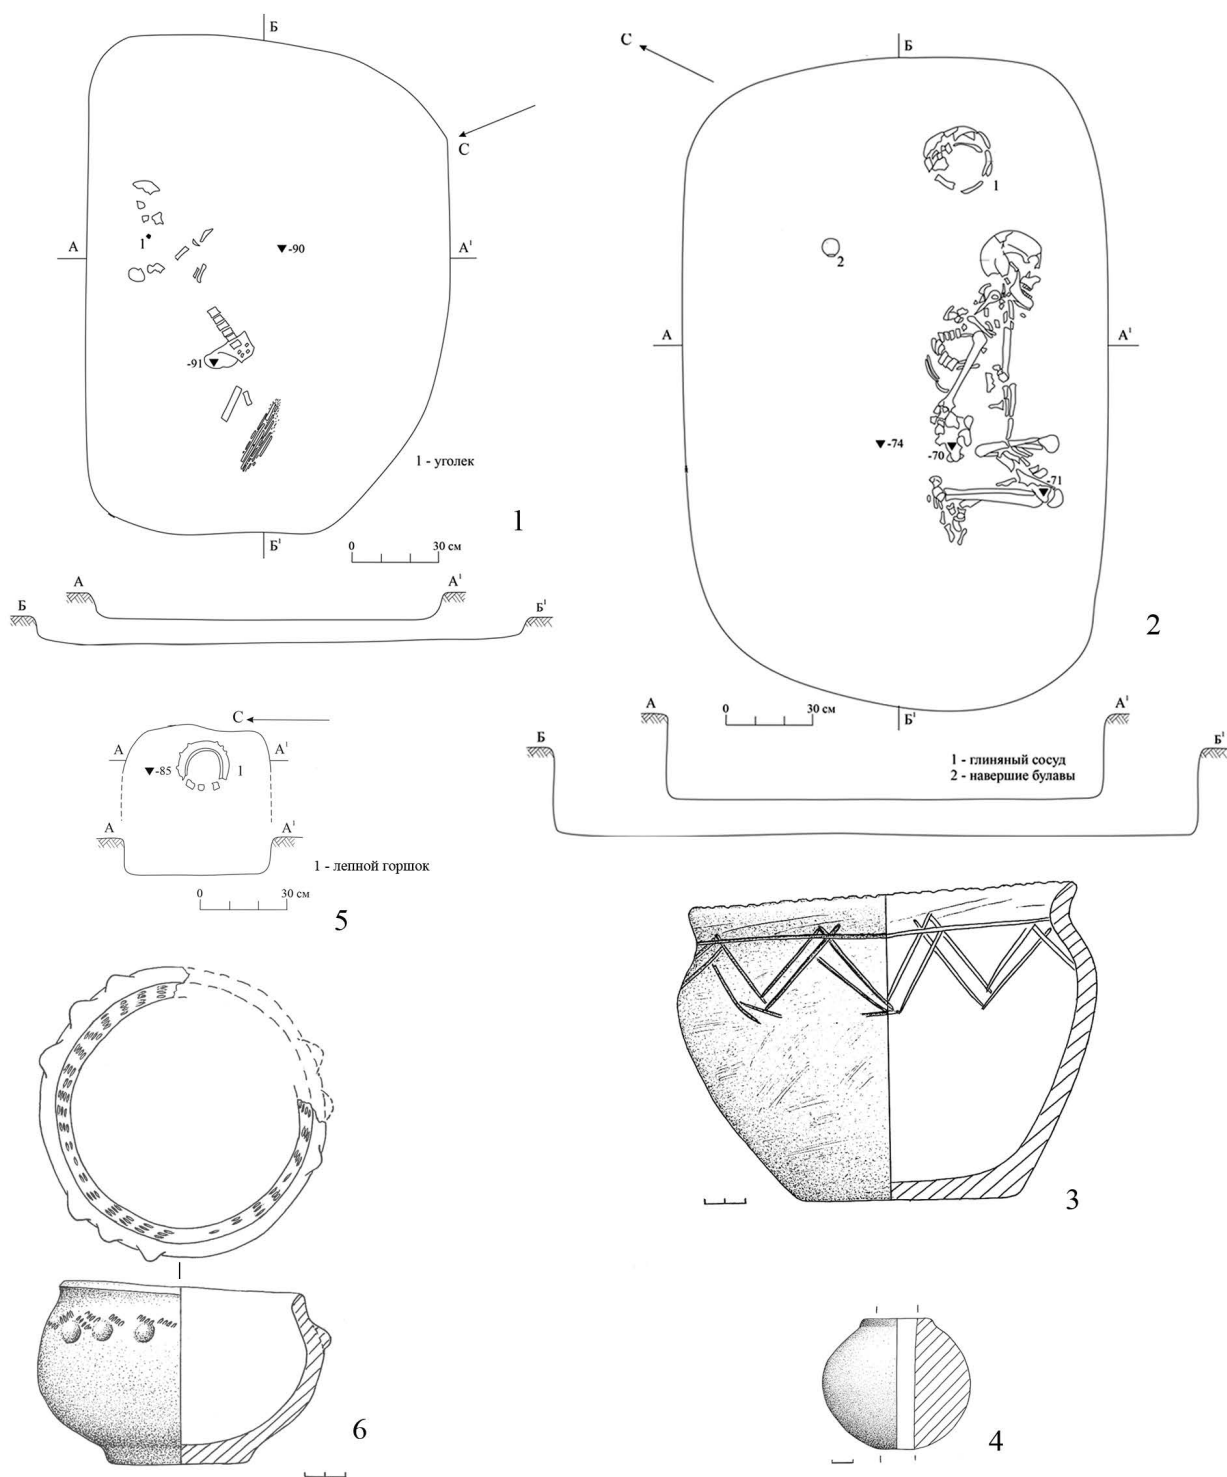 Б
С
1
А
▼-90
А¹
-91▼
1 - уголек
Б¹
0 30 см
1
А А¹
Б Б¹
С
Б
1
2
А А¹
▼-74
-70▼
-71
▼
2
0 30 см
Б¹
А А¹
Б Б¹
1 - глиняный сосуд
2 - навершие булавы
С
А А¹
▼-85
1
А А¹
1 - лепной горшок
0 30 см
5
3
6
4